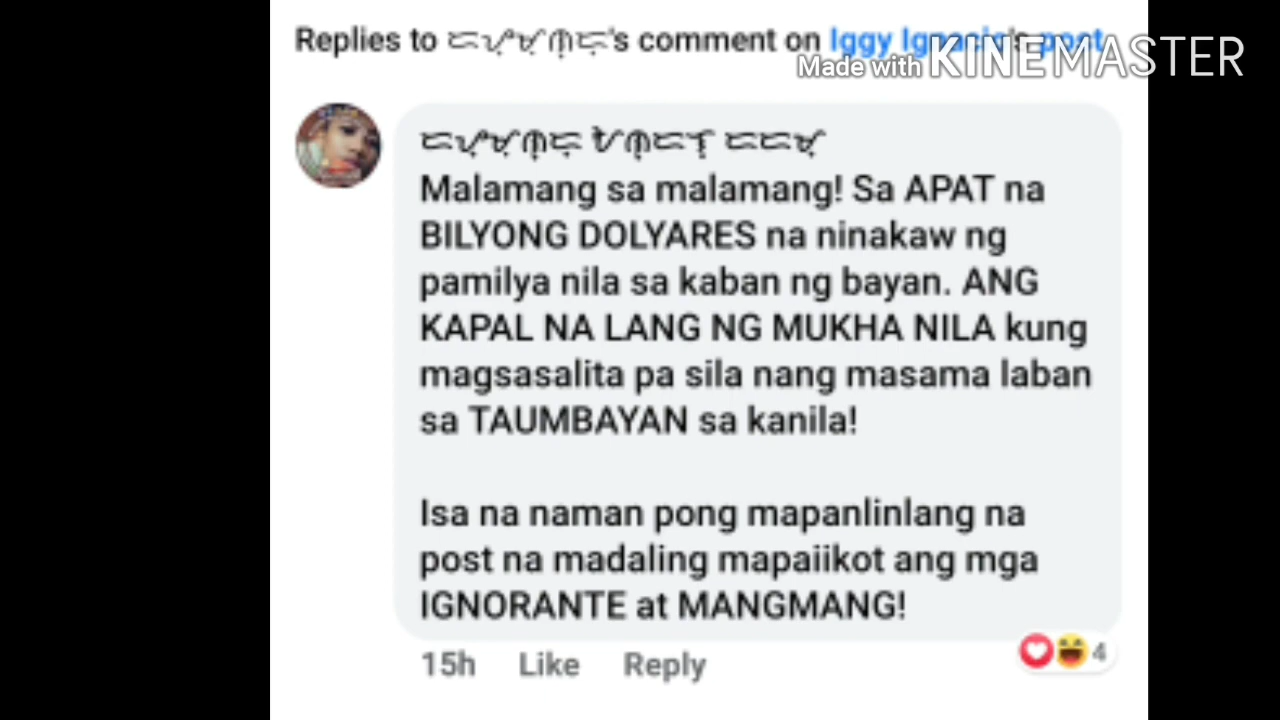 Replies to 's comment on Iggy Ignacio's post
Made with KINEMASTER
Malamang sa malamang! Sa APAT na
BILYONG DOLYARES na ninakaw ng
pamilya nila sa kaban ng bayan. ANG
KAPAL NA LANG NG MUKHA NILA kung
magsasalita pa sila nang masama laban
sa TAUMBAYAN sa kanila!
Isa na naman pong mapanlinlang na
post na madaling mapaiikot ang mga
IGNORANTE at MANGMANG!
15h Like Reply
4